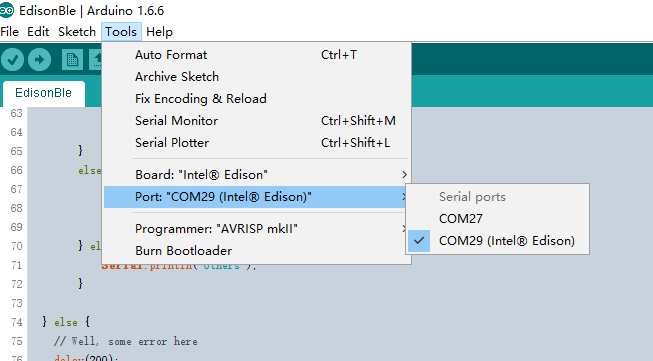 EdisonBle | Arduino 1.6.6
File Edit Sketch Tools Help
Auto Format Ctrl+T
Archive Sketch
EdisonBle
Fix Encoding & Reload
63
Serial Monitor Ctrl+Shift+M
64
Serial Plotter Ctrl+Shift+L
65 }
66 else
Board: "Intel® Edison"
67
Port: "COM29 (Intel® Edison)"
Serial ports
68
COM27
69
Programmer: "AVRISP mkII"
COM29 (Intel® Edison)
70 } el
Burn Bootloader
71 Serial.println("Others");
72 }
73
74 } else {
75 // Well, some error here
76 delay(200);